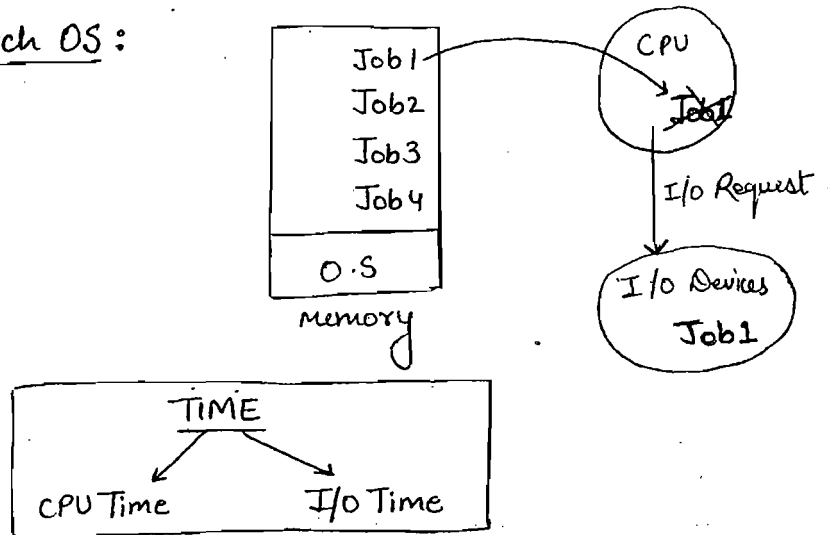 ch OS :
Job1
Job2
Job3
Job4
O.S
Memory
CPU
Job1
I/O Request
I/O Devices
Job1
TIME
CPU Time
I/O Time